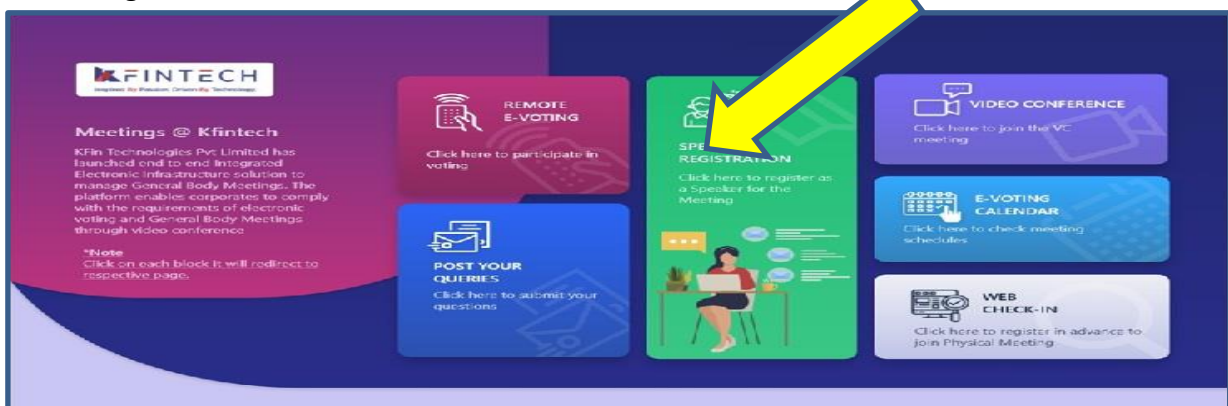 KFINTECH
Meetings @ Kfintech
KFin Technologies Pvt Limited has
launched end to end Integrated
Electronic Infrastructure solution to
manage General Body Meetings. The
platform enables corporates to comply
with the requirements of electronic
voting and General Body Meetings
through video conference
*Note
Click on each block it will redirect to
respective page.
REMOTE
E-VOTING
Click here to participate in
voting
POST YOUR
QUERIES
Click here to submit your
questions
REGISTRATION
Click here to register as
a Speaker for the
Meeting
VIDEO CONFERENCE
Click here to join the VC
meeting
E-VOTING
CALENDAR
Click here to check meeting
schedules
WEB
CHECK-IN
Click here to register in advance to
join Physical Meeting